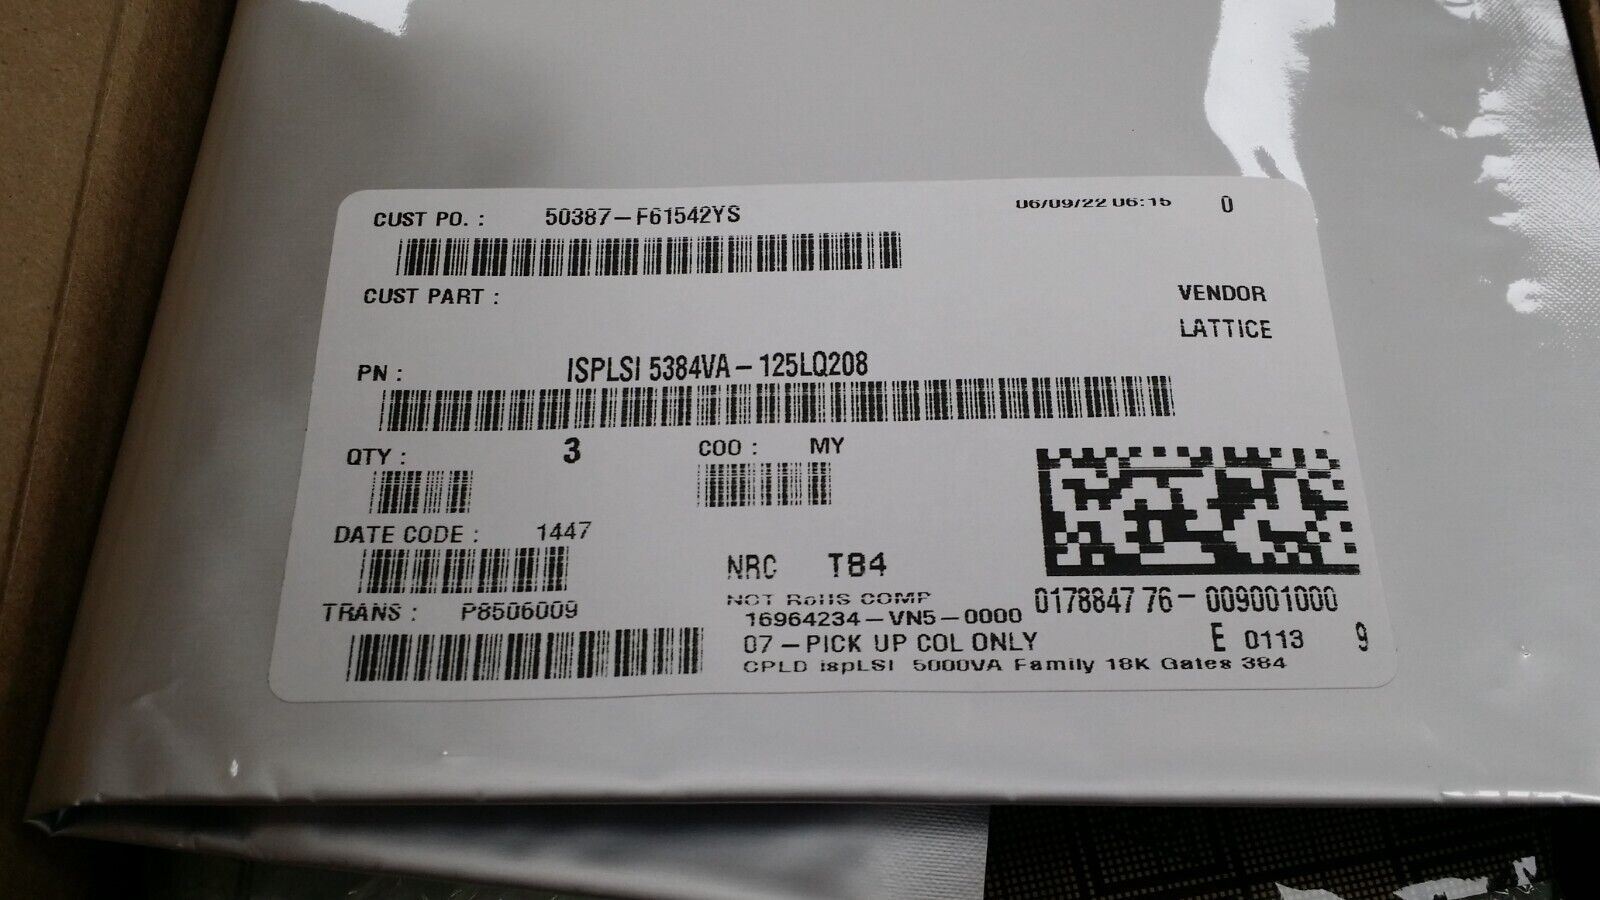 CUST PO. : 50387-F61542YS 06/09/22 06:15 0
CUST PART :
VENDOR
LATTICE
PN : ISPLSI 5384VA-125LQ208
QTY : 3 COO : MY
DATE CODE : 1447
NRC T84
NOT RoHS COMP
TRANS : P8506009
16964234-VN5-0000
01788477 6-009001000
07-PICK UP COL ONLY
E 0113 9
CPLD ispLSI 5000VA Family 18K Gates 384